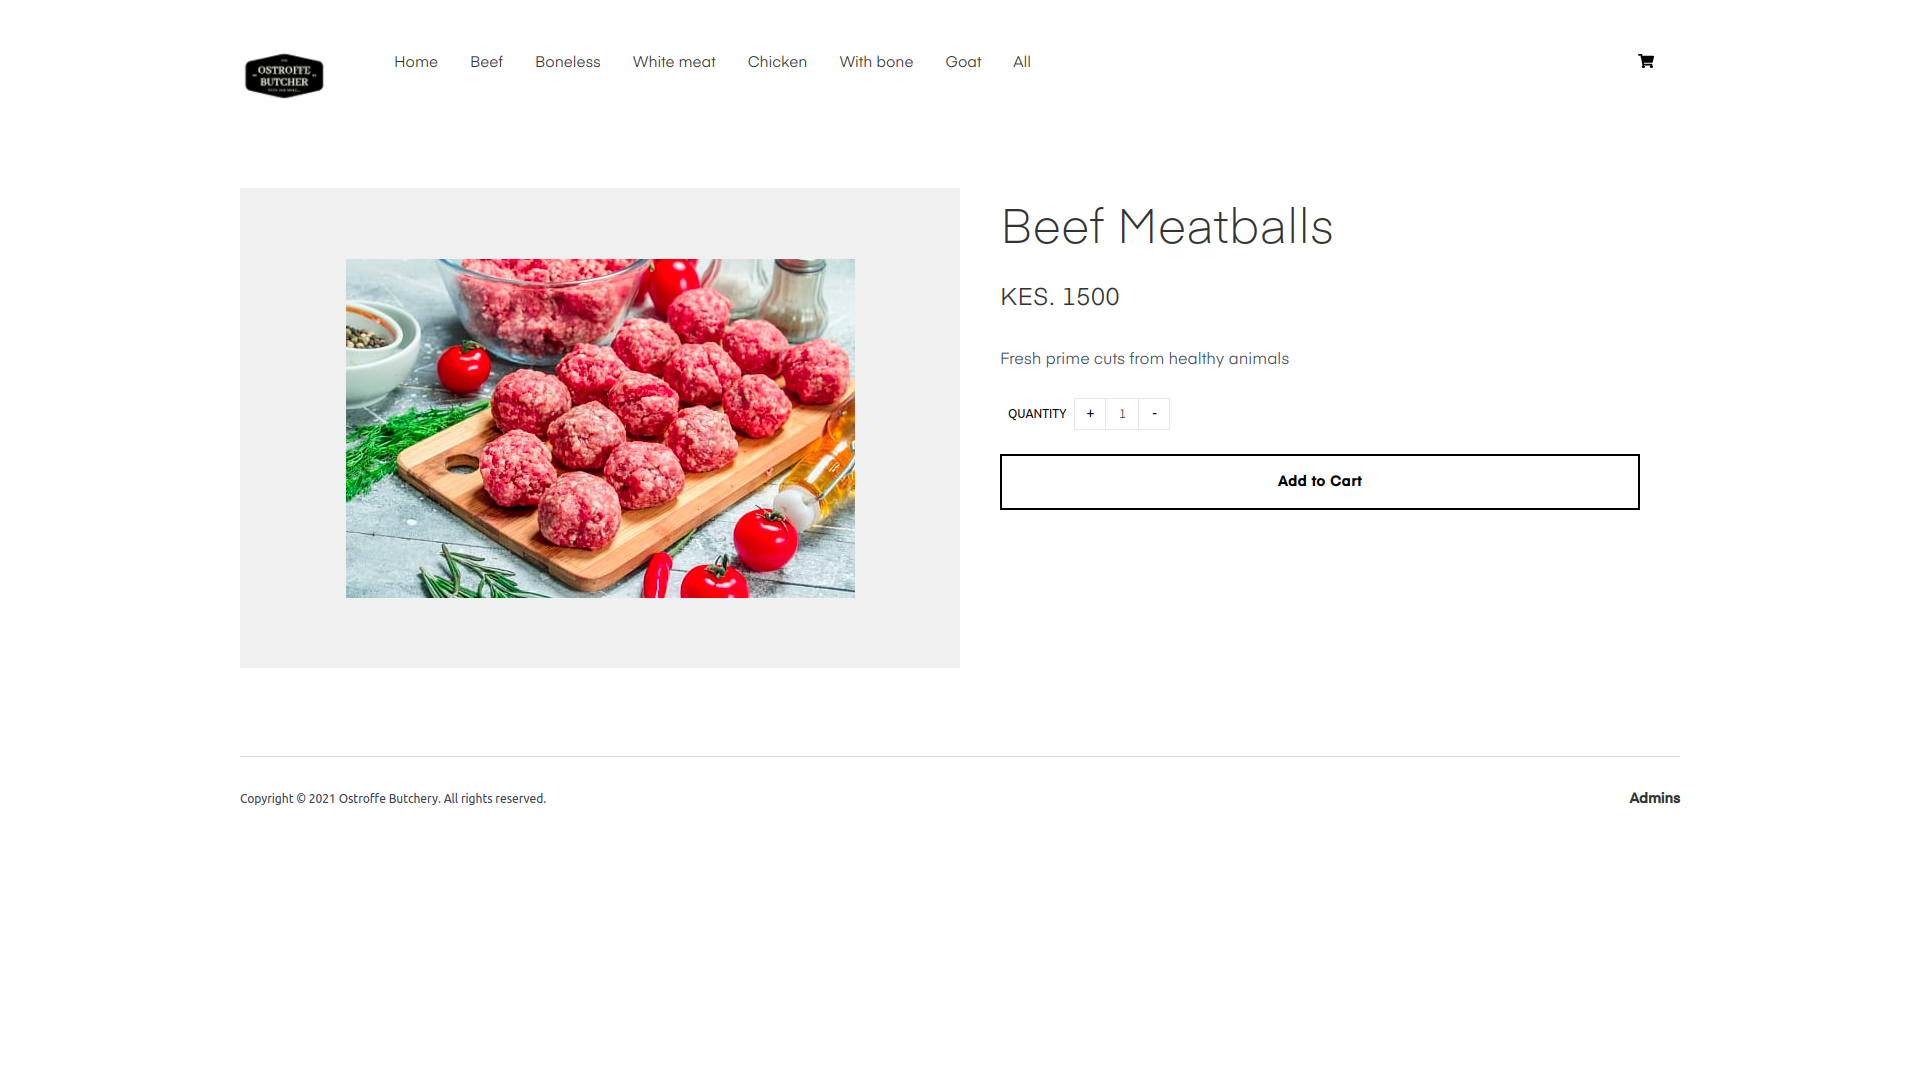 OSTROFFE
BUTCHER
Home
Beef
Boneless
White meat
Chicken
With bone
Goat
All
Beef Meatballs
KES. 1500
Fresh prime cuts from healthy animals
QUANTITY + 1 -
Add to Cart
Copyright © 2021 Ostroffe Butchery. All rights reserved.
Admins